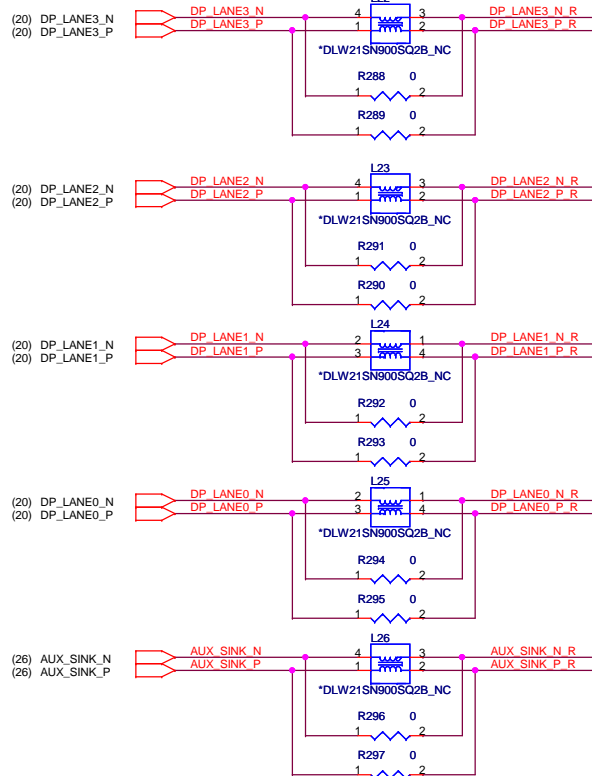 L22
(20) DP_LANE3_N DP_LANE3_N 4 3 DP_LANE3_N_R
(20) DP_LANE3_P DP_LANE3_P 1 2 DP_LANE3_P_R
*DLW21SN900SQ2B_NC
R288 0
1 2
R289 0
1 2
L23
(20) DP_LANE2_N DP_LANE2_N 4 3 DP_LANE2_N_R
(20) DP_LANE2_P DP_LANE2_P 1 2 DP_LANE2_P_R
*DLW21SN900SQ2B_NC
R291 0
1 2
R290 0
1 2
L24
(20) DP_LANE1_N DP_LANE1_N 2 1 DP_LANE1_N_R
(20) DP_LANE1_P DP_LANE1_P 3 4 DP_LANE1_P_R
*DLW21SN900SQ2B_NC
R292 0
1 2
R293 0
1 2
L25
(20) DP_LANE0_N DP_LANE0_N 2 1 DP_LANE0_N_R
(20) DP_LANE0_P DP_LANE0_P 3 4 DP_LANE0_P_R
*DLW21SN900SQ2B_NC
R294 0
1 2
R295 0
1 2
L26
(26) AUX_SINK_N AUX_SINK_N 4 3 AUX_SINK_N_R
(26) AUX_SINK_P AUX_SINK_P 1 2 AUX_SINK_P_R
*DLW21SN900SQ2B_NC
R296 0
1 2
R297 0
1 2